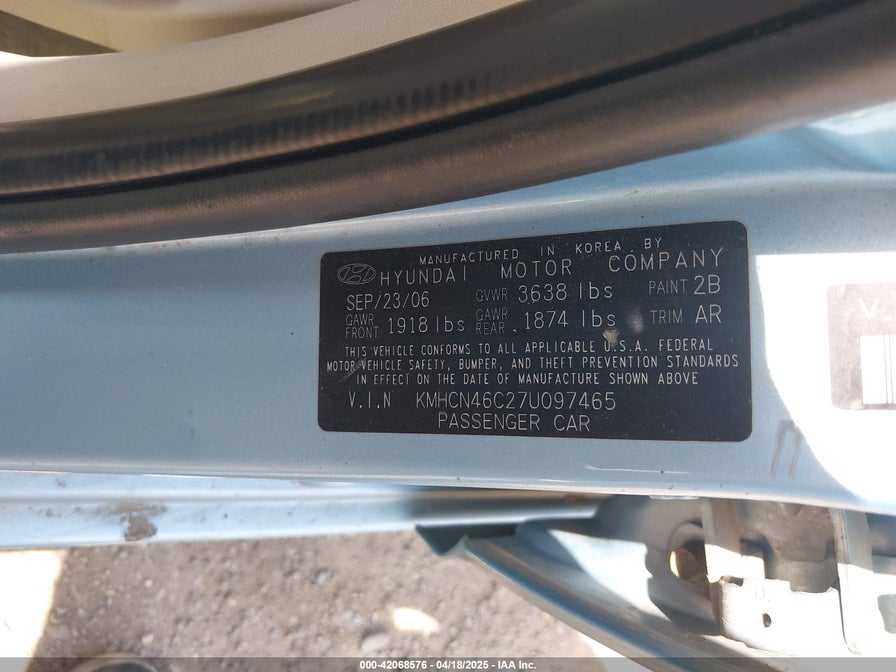 MANUFACTURED IN KOREA BY
HYUNDAI MOTOR COMPANY
SEP/23/06 GVWR 3638 lbs PAINT 2B
GAWR FRONT 1918 lbs GAWR REAR 1874 lbs TRIM AR
THIS VEHICLE CONFORMS TO ALL APPLICABLE U.S.A. FEDERAL
MOTOR VEHICLE SAFETY, BUMPER, AND THEFT PREVENTION STANDARDS
IN EFFECT ON THE DATE OF MANUFACTURE SHOWN ABOVE
V.I.N KMHCN46C27U097465
PASSENGER CAR
000-42068576 - 04/18/2025 - IAA Inc.